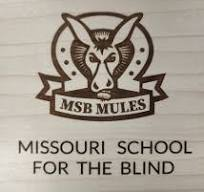 MSB MULES
MISSOURI SCHOOL
FOR THE BLIND